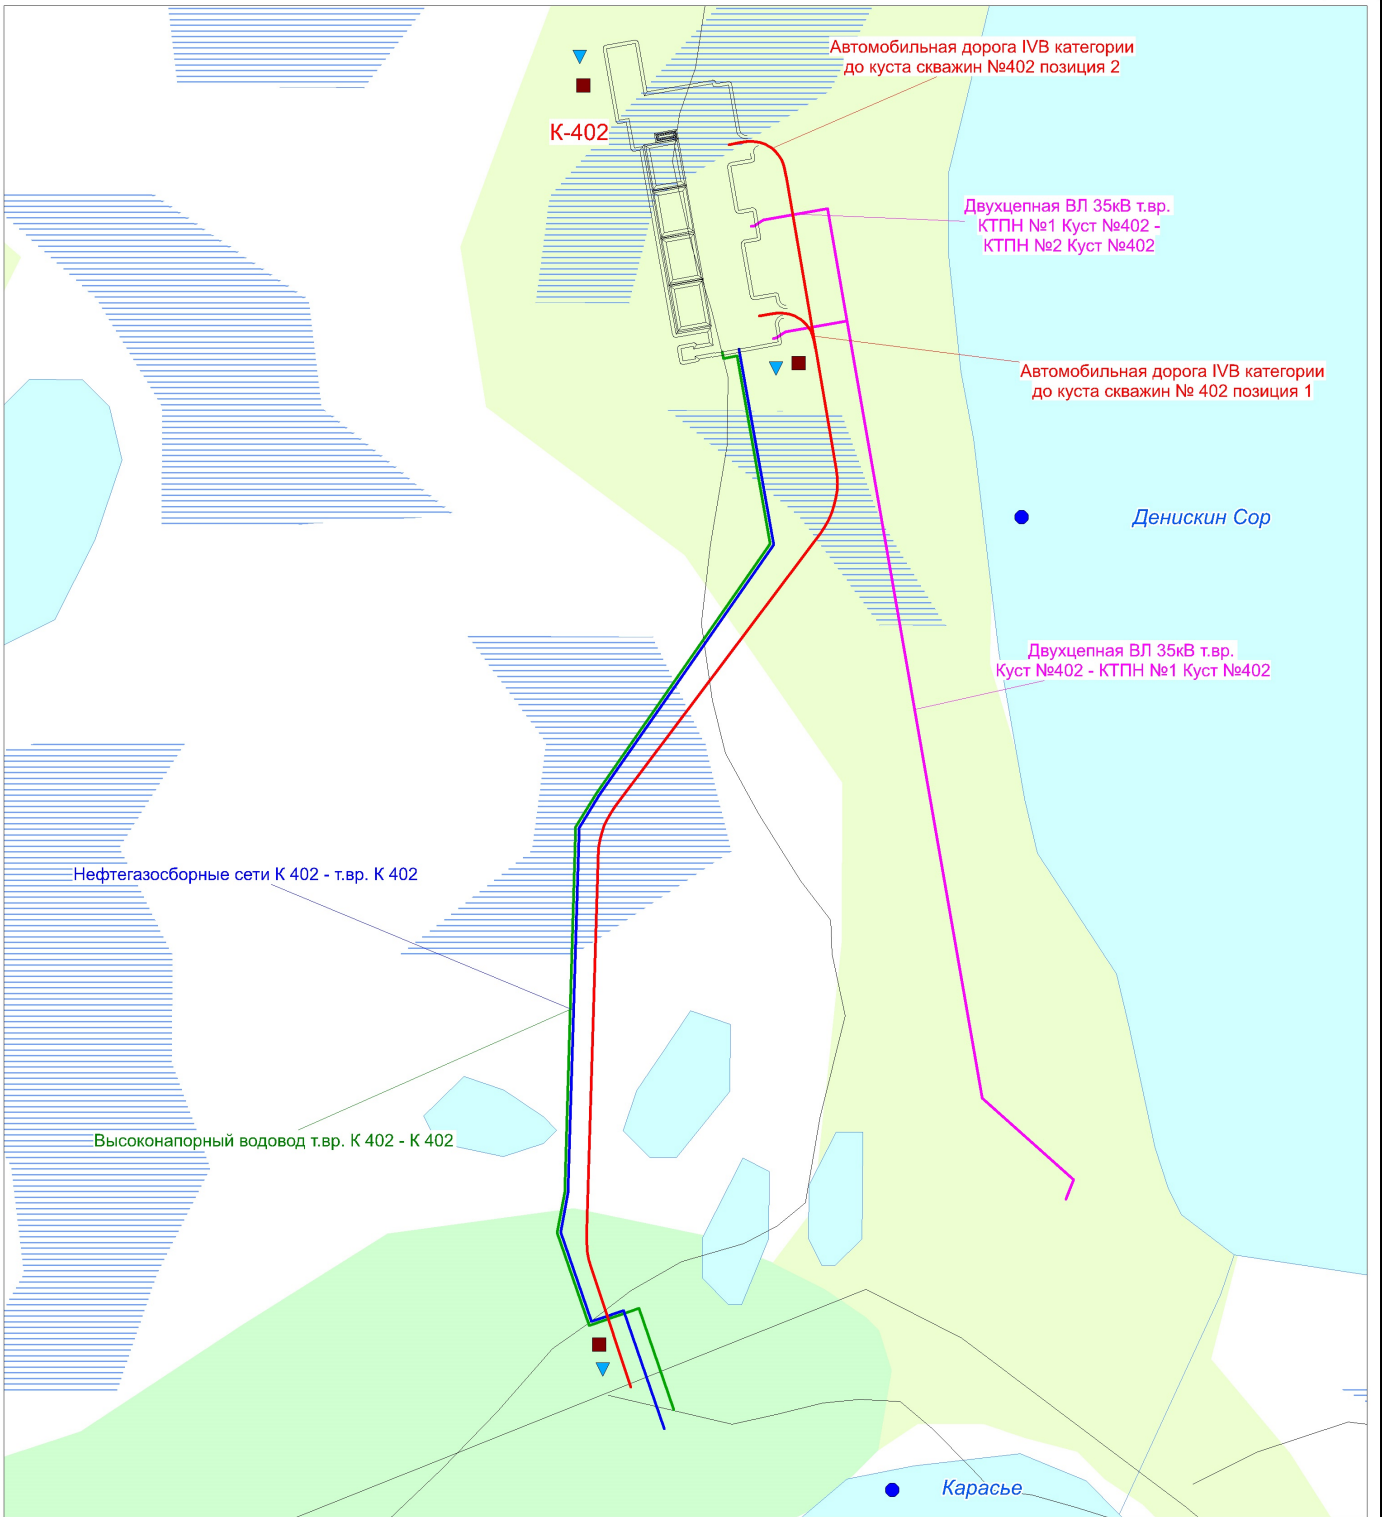 Автомобильная дорога IVВ категории
до куста скважин №402 позиция 2
К-402
Двухцепная ВЛ 35кВ т.вр.
КТПН №1 Куст №402 -
КТПН №2 Куст №402
Автомобильная дорога IVВ категории
до куста скважин № 402 позиция 1
Денискин Сор
Двухцепная ВЛ 35кВ т.вр.
Куст №402 - КТПН №1 Куст №402
Нефтегазосборные сети К 402 - т.вр. К 402
Высоконапорный водовод т.вр. К 402 - К 402
Карасье